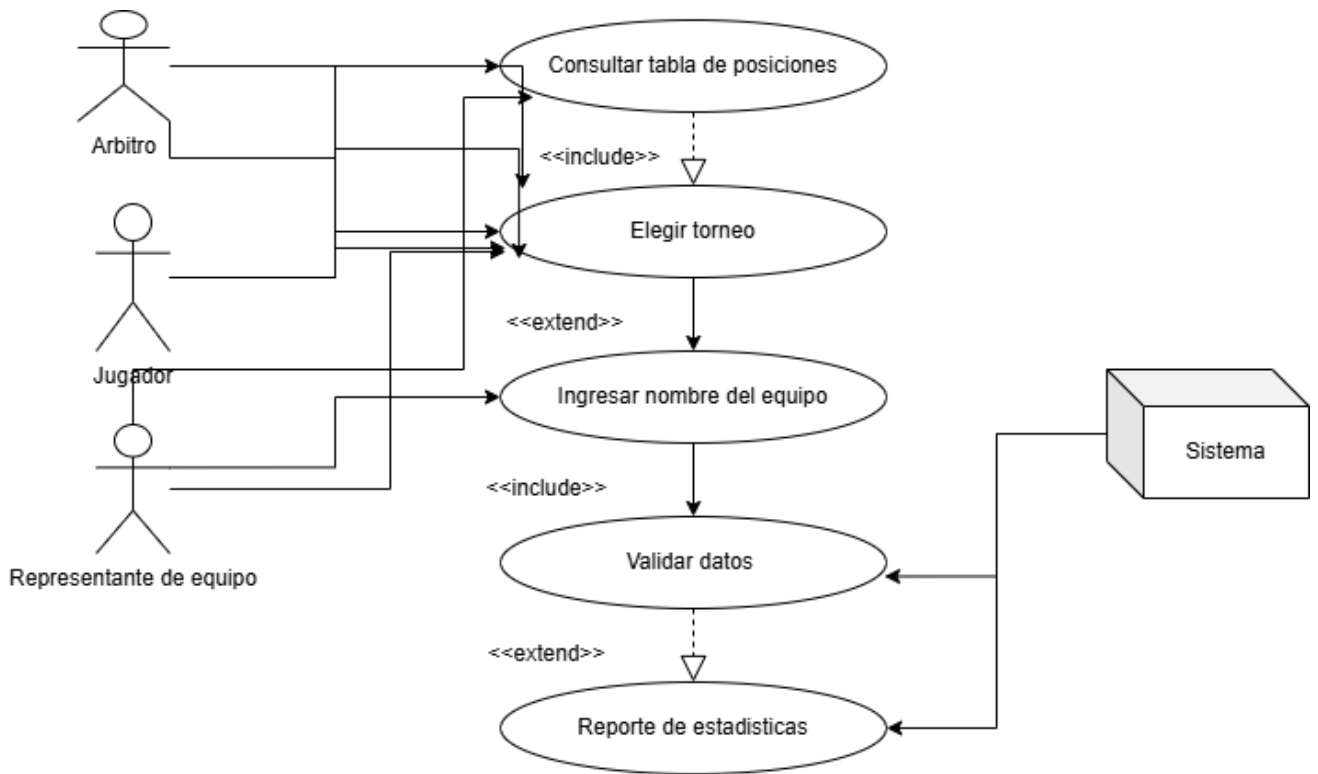 Consultar tabla de posiciones
Arbitro
<<include>>
Elegir torneo
<<extend>>
Jugador
Ingresar nombre del equipo
Sistema
<<include>>
Validar datos
Representante de equipo
<<extend>>
Reporte de estadisticas